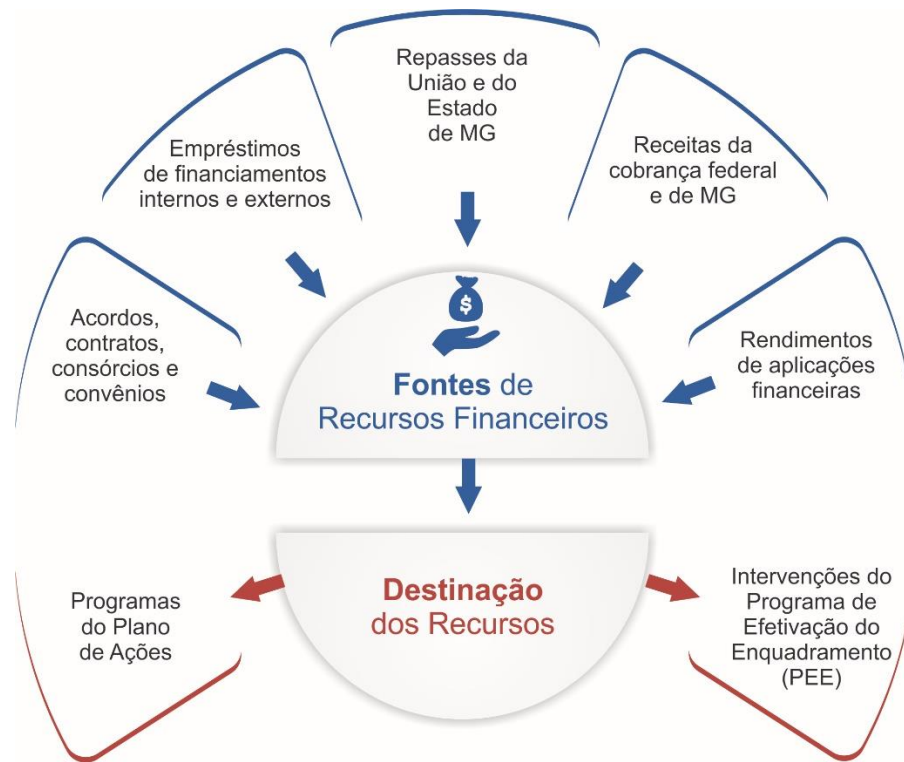 Repasses da
União e do
Estado
de MG
Empréstimos
de financiamentos
internos e externos
Receitas da
cobrança federal
e de MG
Acordos,
contratos,
consórcios e
convênios
Rendimentos
de aplicações
financeiras
$
Fontes de
Recursos Financeiros
Destinação
dos Recursos
Programas
do Plano
de Ações
Intervenções do
Programa de
Efetivação do
Enquadramento
(PEE)